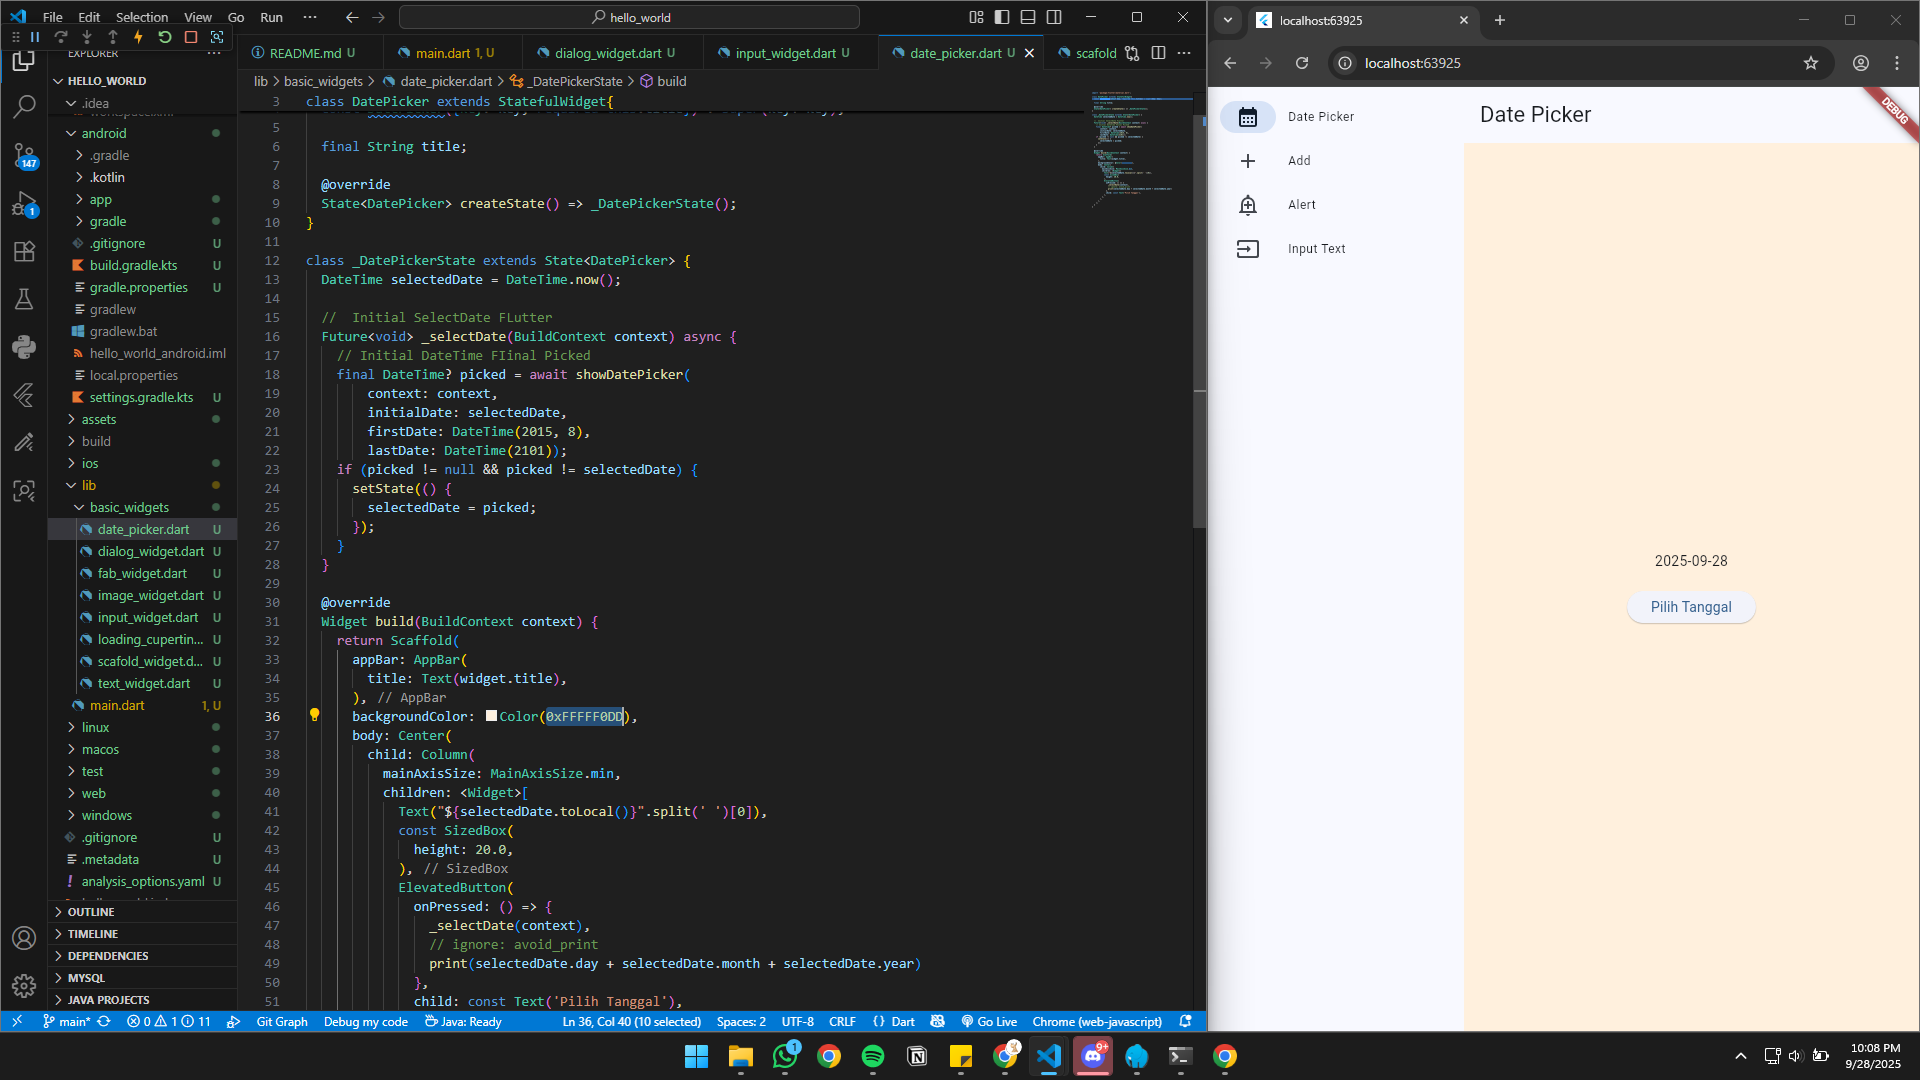 File Edit Selection View Go Run ···
hello_world
EXPLORER
HELLO_WORLD
.idea
android
.gradle
.kotlin
app
gradle
.gitignore U
build.gradle.kts U
gradle.properties U
gradlew
gradlew.bat
hello_world_android.iml
local.properties
settings.gradle.kts U
assets
build
ios
lib
basic_widgets
date_picker.dart U
dialog_widget.dart U
fab_widget.dart U
image_widget.dart U
input_widget.dart U
loading_cupertin... U
scafold_widget.d... U
text_widget.dart U
main.dart 1, U
linux
macos
test
web
windows
.gitignore U
.metadata U
analysis_options.yaml U
OUTLINE
TIMELINE
DEPENDENCIES
MYSQL
JAVA PROJECTS
147
1
README.md U
main.dart 1, U
dialog_widget.dart U
input_widget.dart U
date_picker.dart U
scafold
lib > basic_widgets > date_picker.dart > _DatePickerState > build
3 class DatePicker extends StatefulWidget{
5
6 final String title;
7
8 @override
9 State<DatePicker> createState() => _DatePickerState();
10 }
11
12 class _DatePickerState extends State<DatePicker> {
13 DateTime selectedDate = DateTime.now();
14
15 //  Initial SelectDate FLutter
16 Future<void> _selectDate(BuildContext context) async {
17 // Initial DateTime FIinal Picked
18 final DateTime? picked = await showDatePicker(
19 context: context,
20 initialDate: selectedDate,
21 firstDate: DateTime(2015, 8),
22 lastDate: DateTime(2101));
23 if (picked != null && picked != selectedDate) {
24 setState(() {
25 selectedDate = picked;
26 });
27 }
28 }
29
30 @override
31 Widget build(BuildContext context) {
32 return Scaffold(
33 appBar: AppBar(
34 title: Text(widget.title),
35 ), // AppBar
36 backgroundColor: Color(0xFFFFF0DD),
37 body: Center(
38 child: Column(
39 mainAxisSize: MainAxisSize.min,
40 children: <Widget>[
41 Text("${selectedDate.toLocal()}".split(' ')[0]),
42 const SizedBox(
43 height: 20.0,
44 ), // SizedBox
45 ElevatedButton(
46 onPressed: () => {
47 _selectDate(context),
48 // ignore: avoid_print
49 print(selectedDate.day + selectedDate.month + selectedDate.year)
50 },
51 child: const Text('Pilih Tanggal'),
main* 0 1 11 Git Graph Debug my code Java: Ready Ln 36, Col 40 (10 selected) Spaces: 2 UTF-8 CRLF {} Dart Go Live Chrome (web-javascript)
localhost:63925
localhost:63925
Date Picker
Add
Alert
Input Text
Date Picker
DEBUG
2025-09-28
Pilih Tanggal
1
9+
10:08 PM
9/28/2025